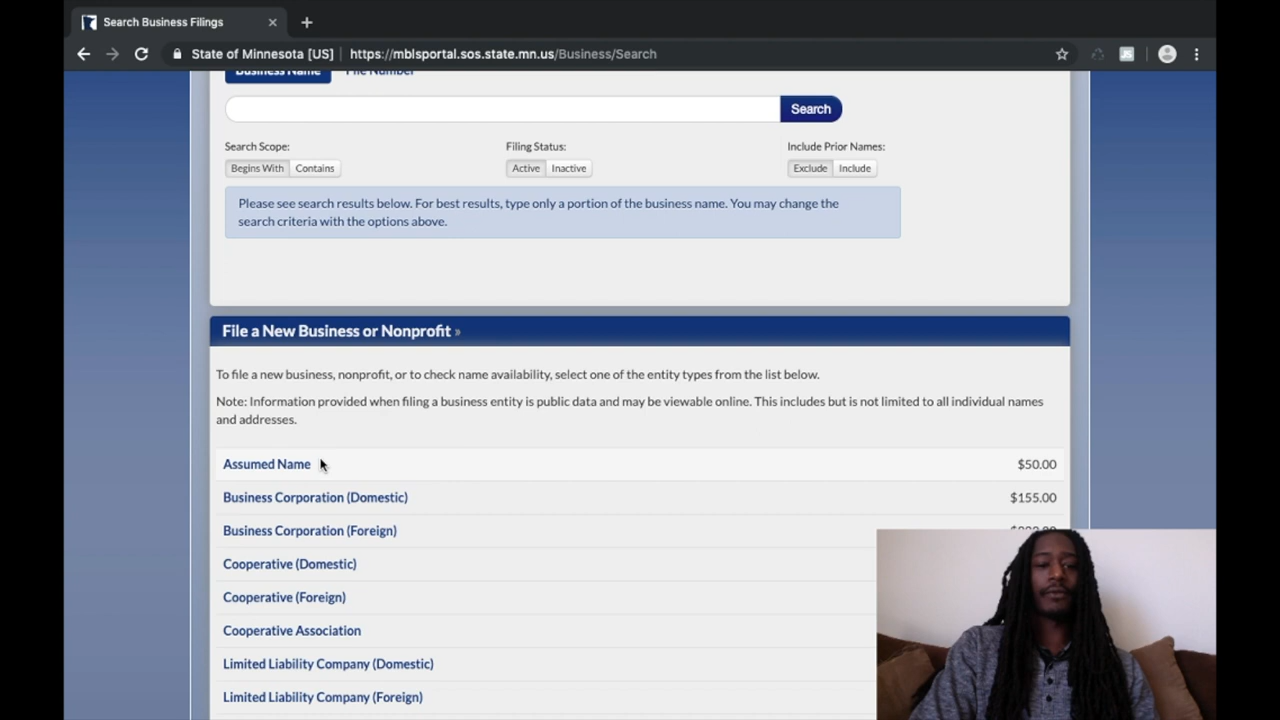 Search Business Filings
State of Minnesota [US] | https://mblsportal.sos.state.mn.us/Business/Search
Business Name File Number
Search
Search Scope: Filing Status: Include Prior Names:
Begins With Contains Active Inactive Exclude Include
Please see search results below. For best results, type only a portion of the business name. You may change the
search criteria with the options above.
File a New Business or Nonprofit »
To file a new business, nonprofit, or to check name availability, select one of the entity types from the list below.
Note: Information provided when filing a business entity is public data and may be viewable online. This includes but is not limited to all individual names
and addresses.
Assumed Name $50.00
Business Corporation (Domestic) $155.00
Business Corporation (Foreign)
Cooperative (Domestic)
Cooperative (Foreign)
Cooperative Association
Limited Liability Company (Domestic)
Limited Liability Company (Foreign)